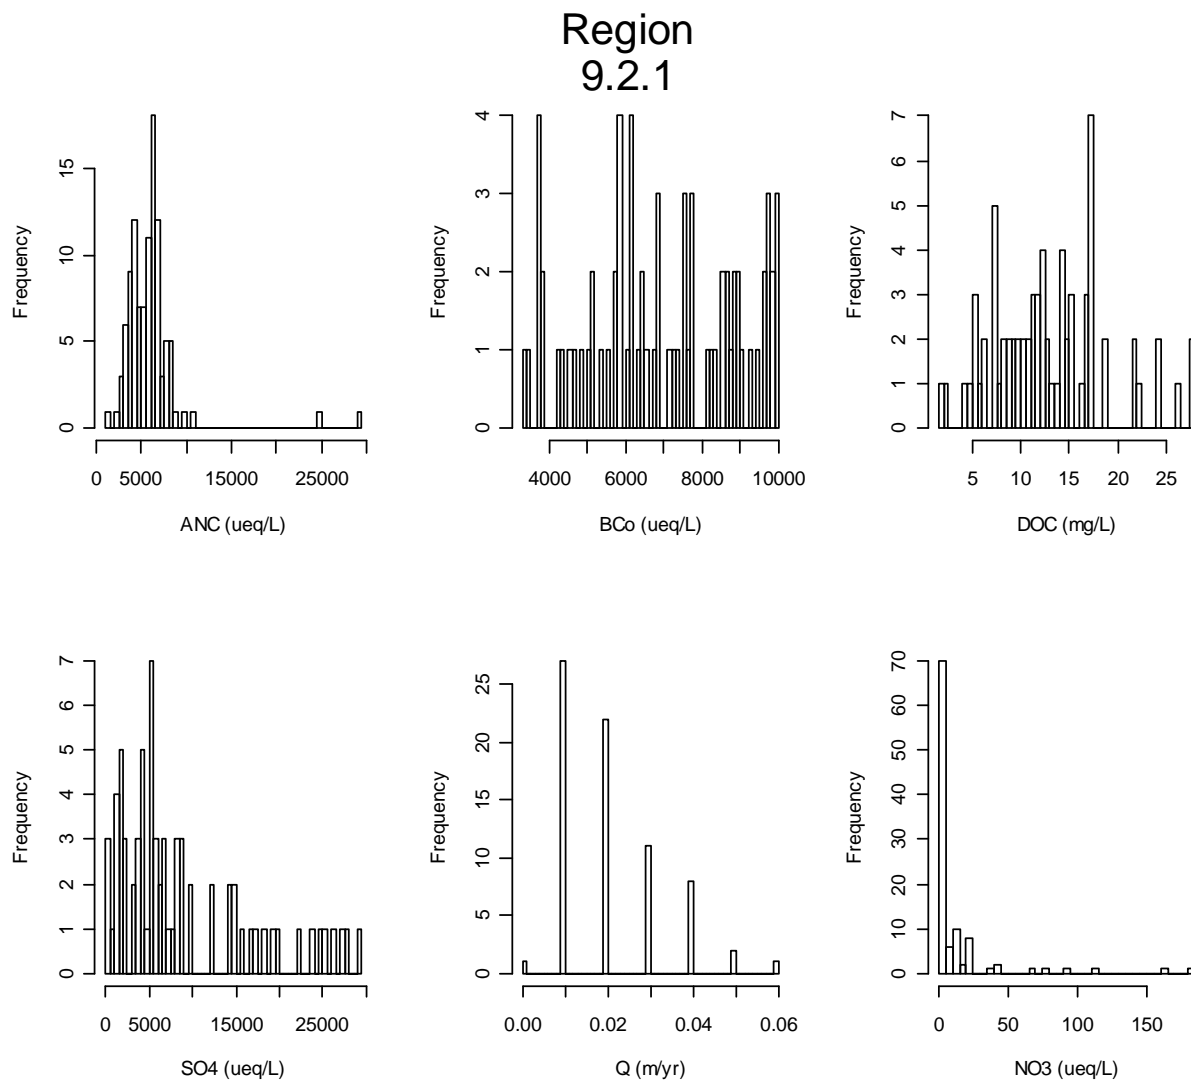 Region
9.2.1
Frequency
0 5 10 15
0 5000 15000 25000
ANC (ueq/L)
Frequency
0 1 2 3 4
4000 6000 8000 10000
BCo (ueq/L)
Frequency
0 1 2 3 4 5 6 7
5 10 15 20 25
DOC (mg/L)
Frequency
0 1 2 3 4 5 6 7
0 5000 15000 25000
SO4 (ueq/L)
Frequency
0 5 10 15 20 25
0.00 0.02 0.04 0.06
Q (m/yr)
Frequency
0 10 20 30 40 50 60 70
0 50 100 150
NO3 (ueq/L)